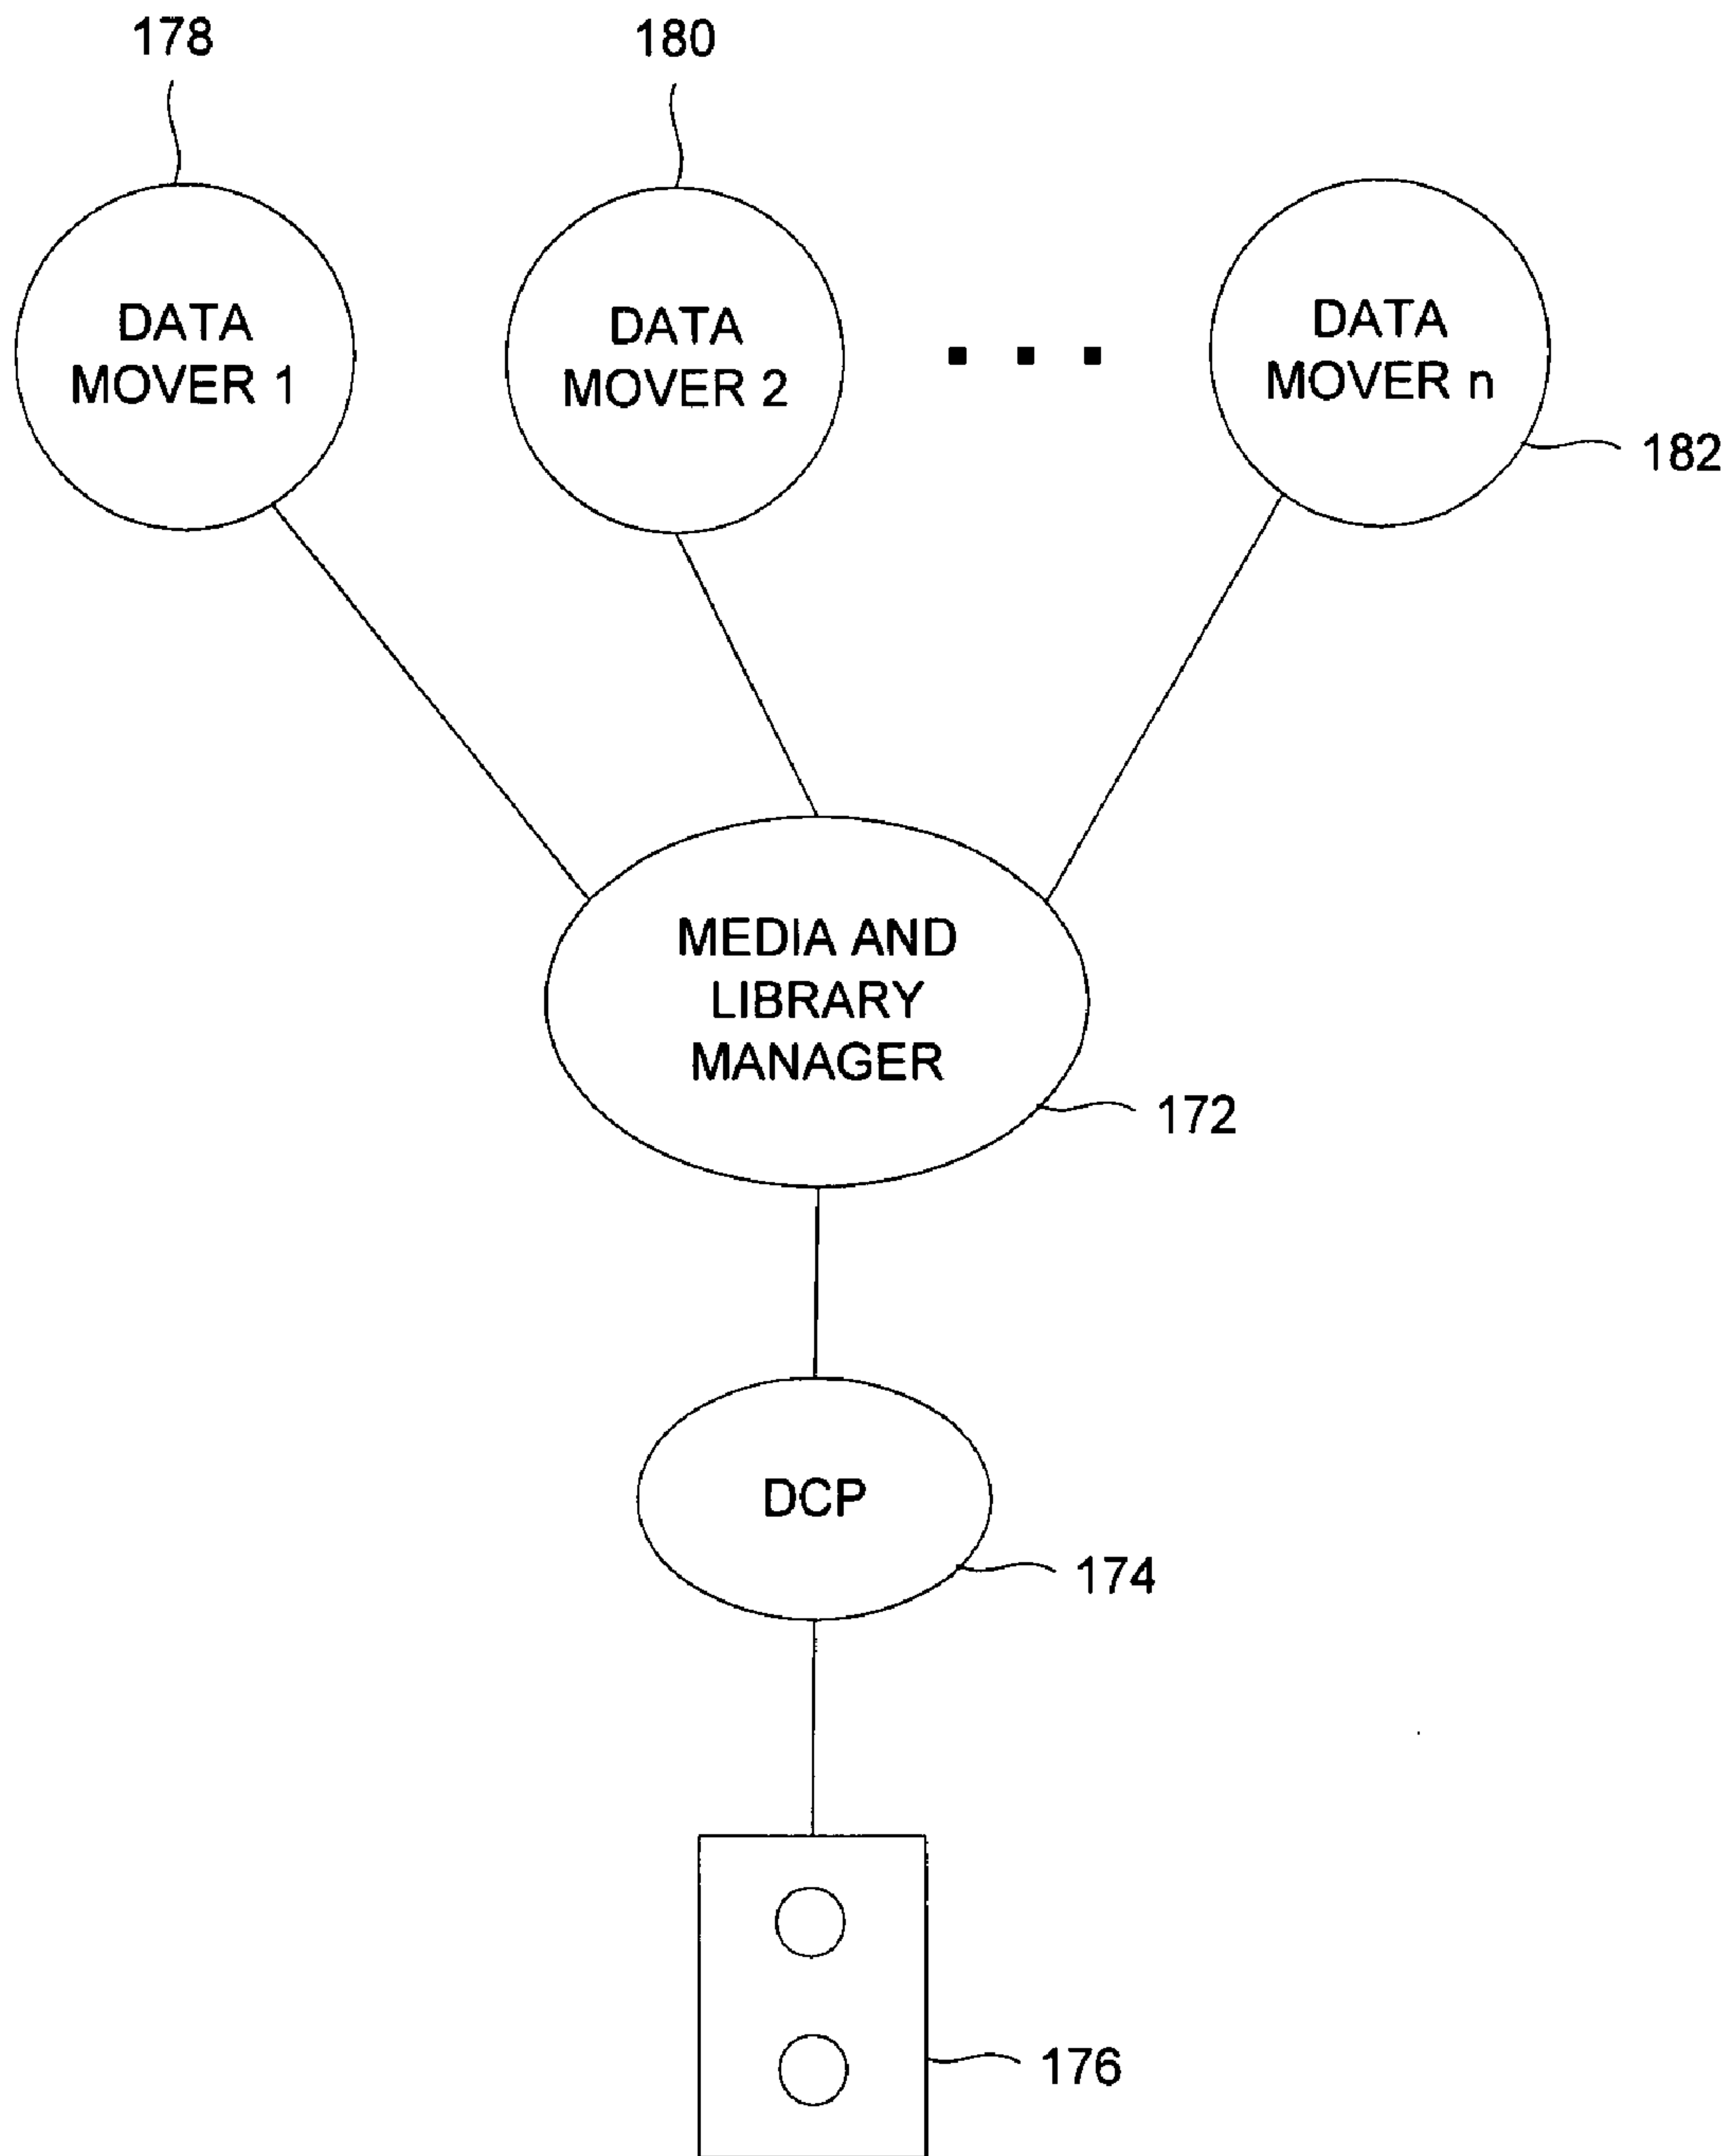 178
180
DATA
MOVER 1
DATA
MOVER 2
DATA
MOVER n
182
MEDIA AND
LIBRARY
MANAGER
172
DCP
174
176